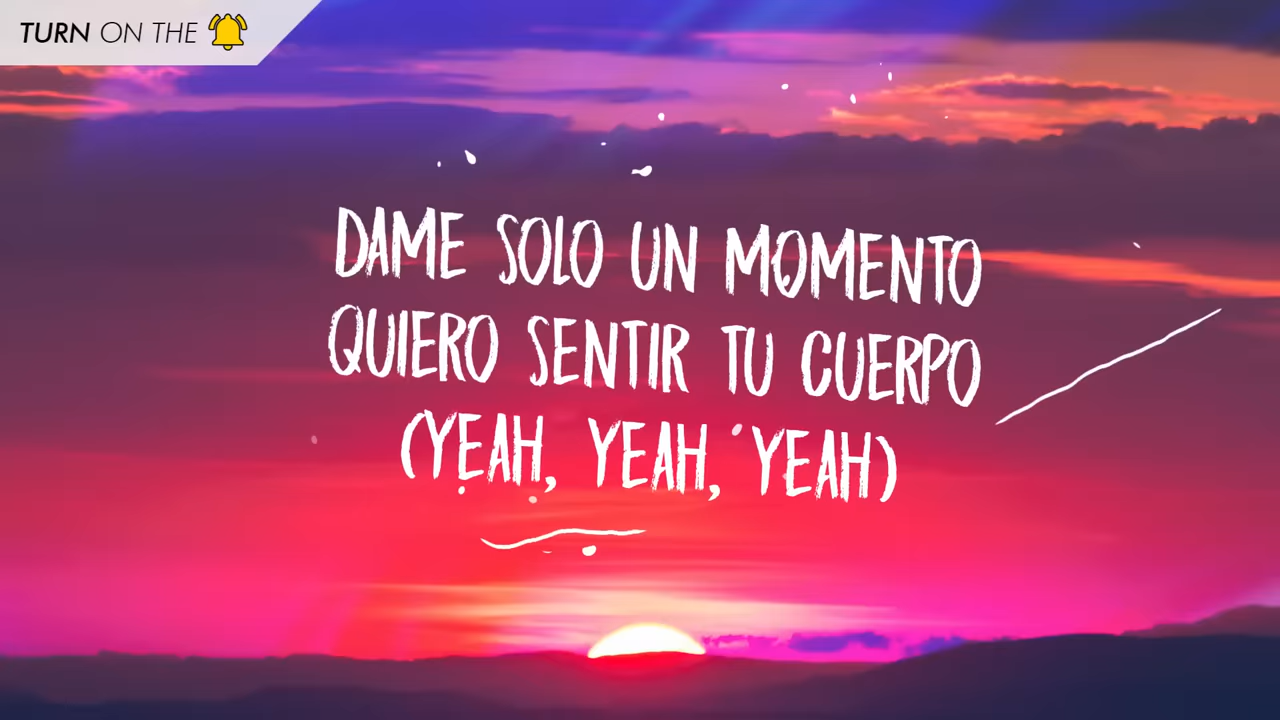 TURN ON THE
DAME SOLO UN MOMENTO
QUIERO SENTIR TU CUERPO
(YEAH, YEAH, YEAH)